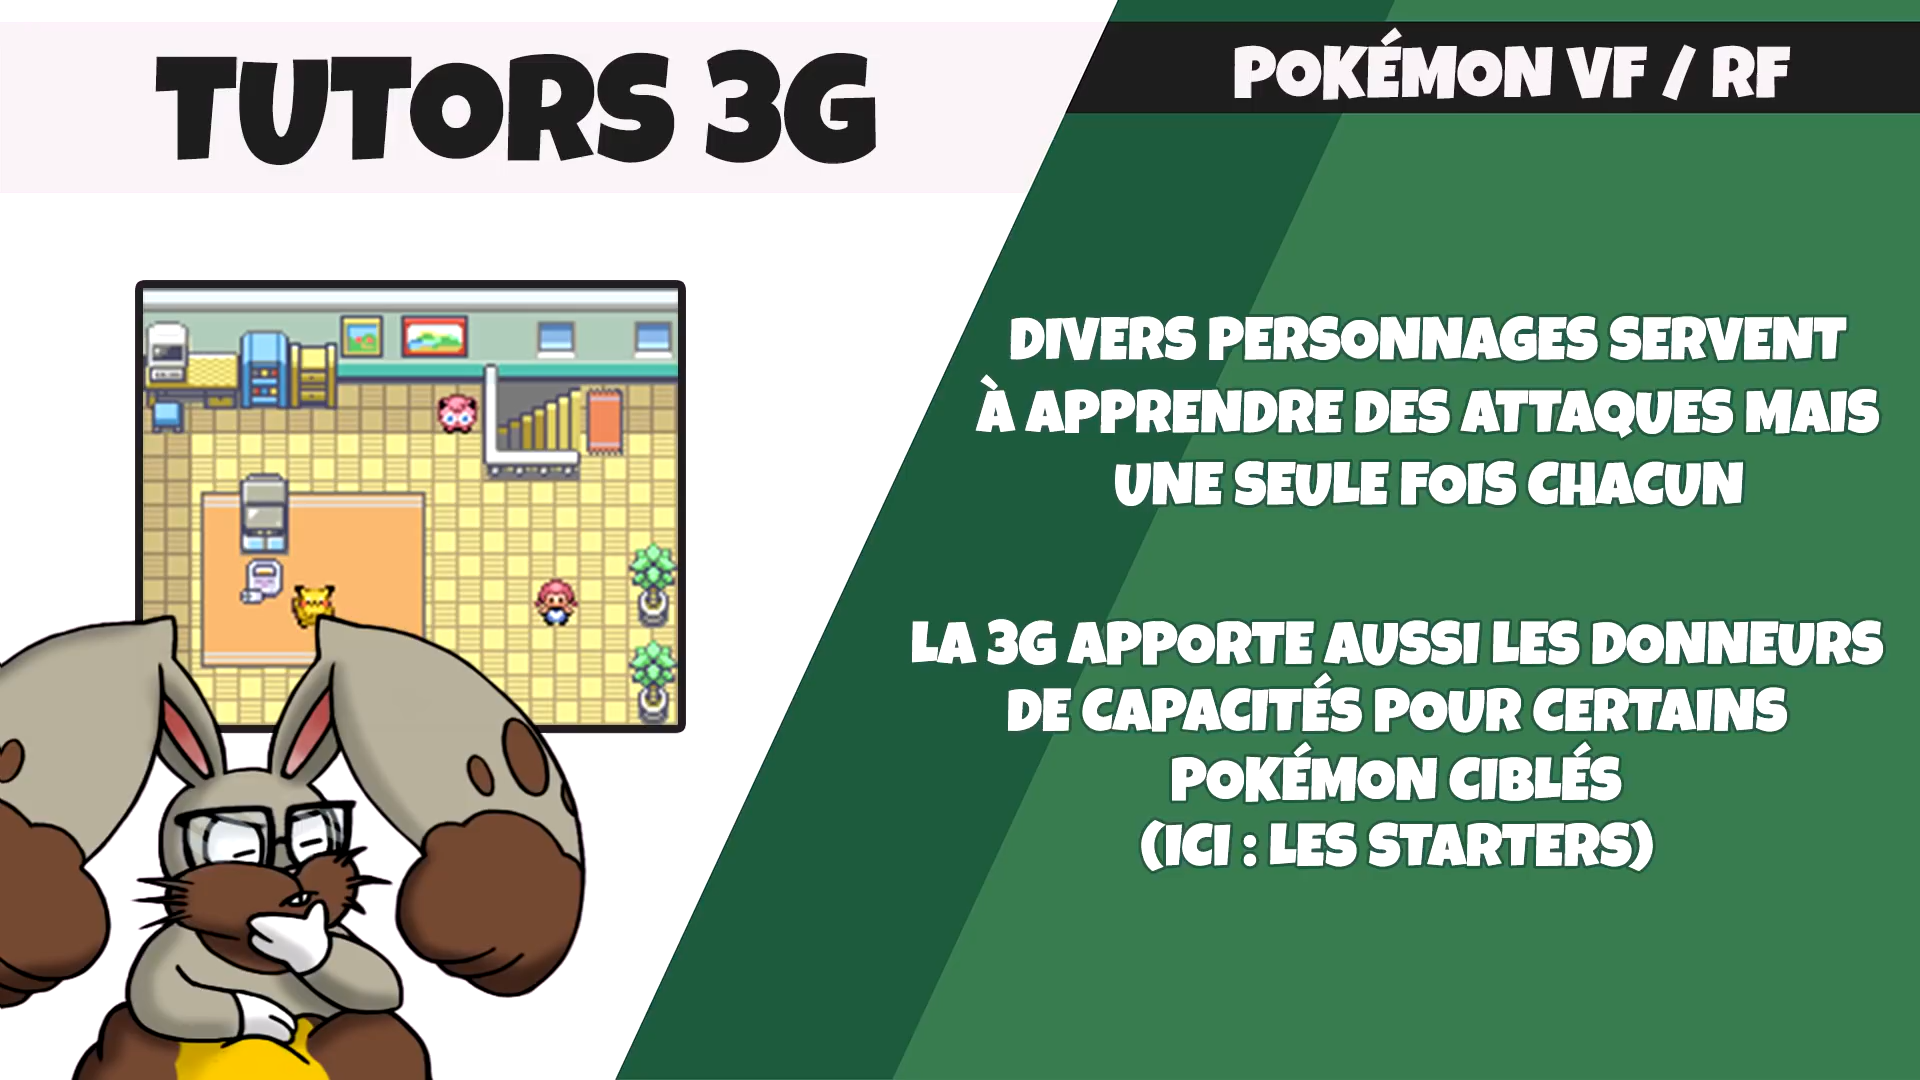 TUTORS 3G
POKÉMON VF / RF
DIVERS PERSONNAGES SERVENT
À APPRENDRE DES ATTAQUES MAIS
UNE SEULE FOIS CHACUN
LA 3G APPORTE AUSSI LES DONNEURS
DE CAPACITÉS POUR CERTAINS
POKÉMON CIBLÉS
(ICI : LES STARTERS)